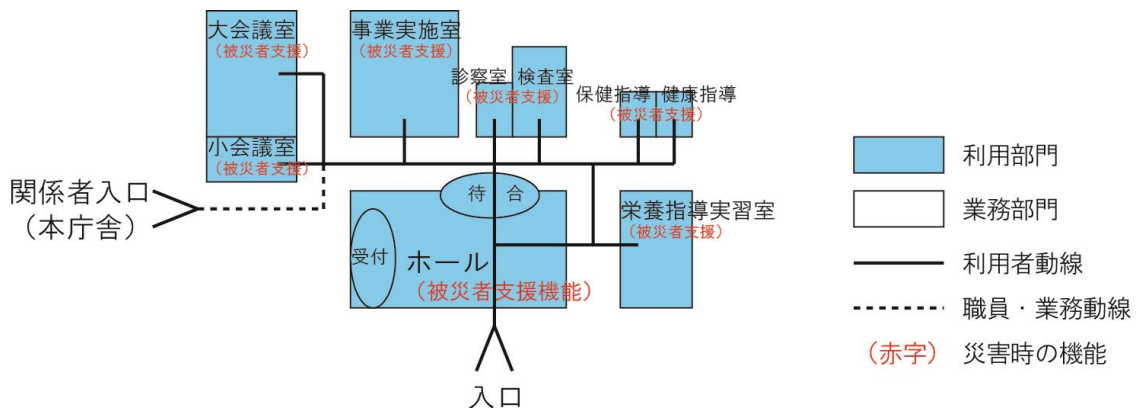 大会議室
（被災者支援）
事業実施室
（被災者支援）
診察室 検査室
（被災者支援）
保健指導 健康指導
（被災者支援）
小会議室
（被災者支援）
関係者入口
（本庁舎）
待 合
受付
ホール
（被災者支援機能）
栄養指導実習室
（被災者支援）
入口
利用部門
業務部門
利用者動線
職員・業務動線
（赤字） 災害時の機能